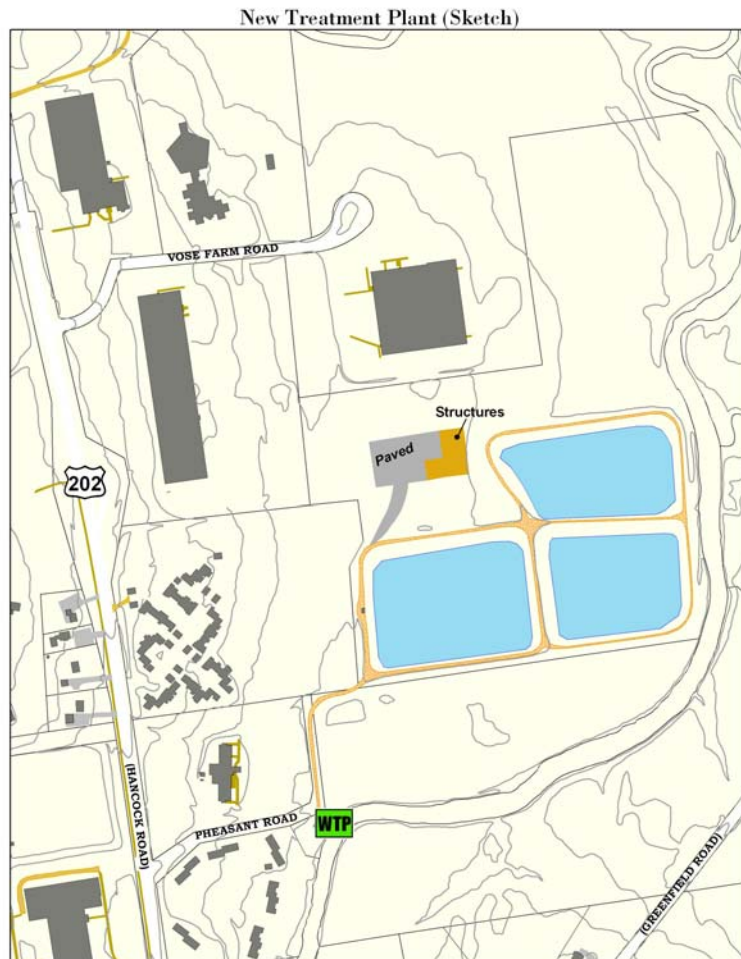 New Treatment Plant (Sketch)
VOSE FARM ROAD
Structures
Paved
202
(HANCOCK ROAD)
PHEASANT ROAD
WTP
(GREENFIELD ROAD)